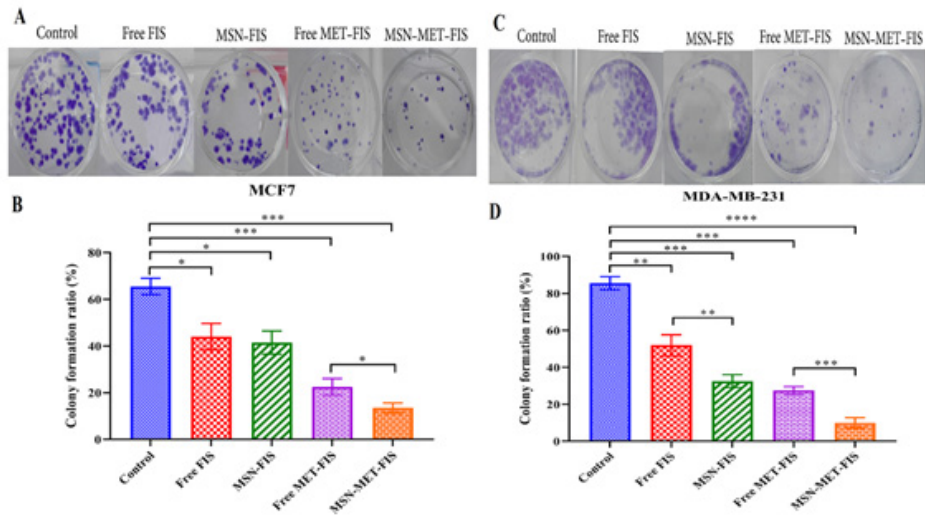 A
Control Free FIS MSN-FIS Free MET-FIS MSN-MET-FIS
MCF7
B
***
***
*
*
*
Colony formation ratio (%)
80
60
40
20
0
Control Free FIS MSN-FIS Free MET-FIS MSN-MET-FIS
C
Control Free FIS MSN-FIS Free MET-FIS MSN-MET-FIS
MDA-MB-231
D
****
***
***
**
**
***
Colony formation ratio (%)
100
80
60
40
20
0
Control Free FIS MSN-FIS Free MET-FIS MSN-MET-FIS